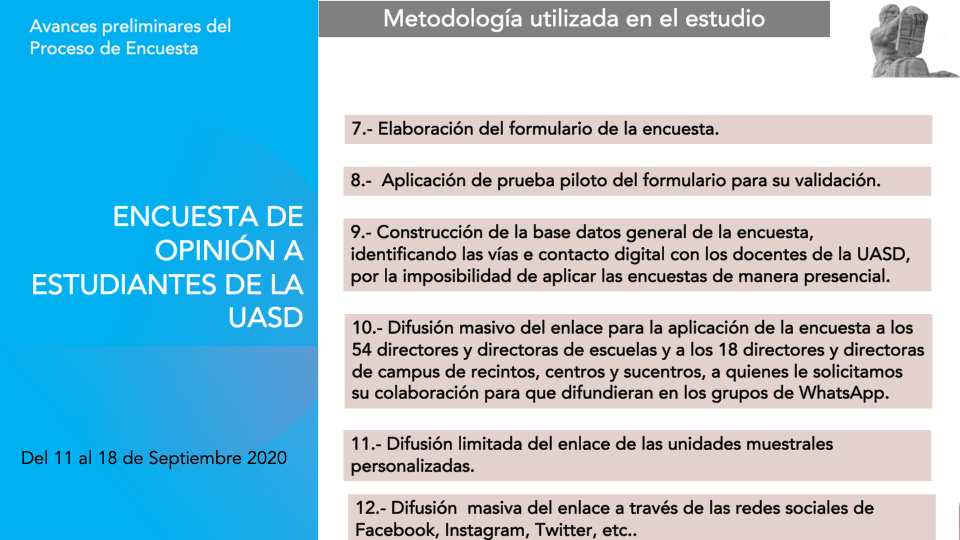 Avances preliminares del
Proceso de Encuesta
Metodología utilizada en el estudio
ENCUESTA DE
OPINIÓN A
ESTUDIANTES DE LA
UASD
Del 11 al 18 de Septiembre 2020
7.- Elaboración del formulario de la encuesta.
8.-  Aplicación de prueba piloto del formulario para su validación.
9.- Construcción de la base datos general de la encuesta,
identificando las vías e contacto digital con los docentes de la UASD,
por la imposibilidad de aplicar las encuestas de manera presencial.
10.- Difusión masivo del enlace para la aplicación de la encuesta a los
54 directores y directoras de escuelas y a los 18 directores y directoras
de campus de recintos, centros y sucentros, a quienes le solicitamos
su colaboración para que difundieran en los grupos de WhatsApp.
11.- Difusión limitada del enlace de las unidades muestrales
personalizadas.
12.- Difusión  masiva del enlace a través de las redes sociales de
Facebook, Instagram, Twitter, etc..